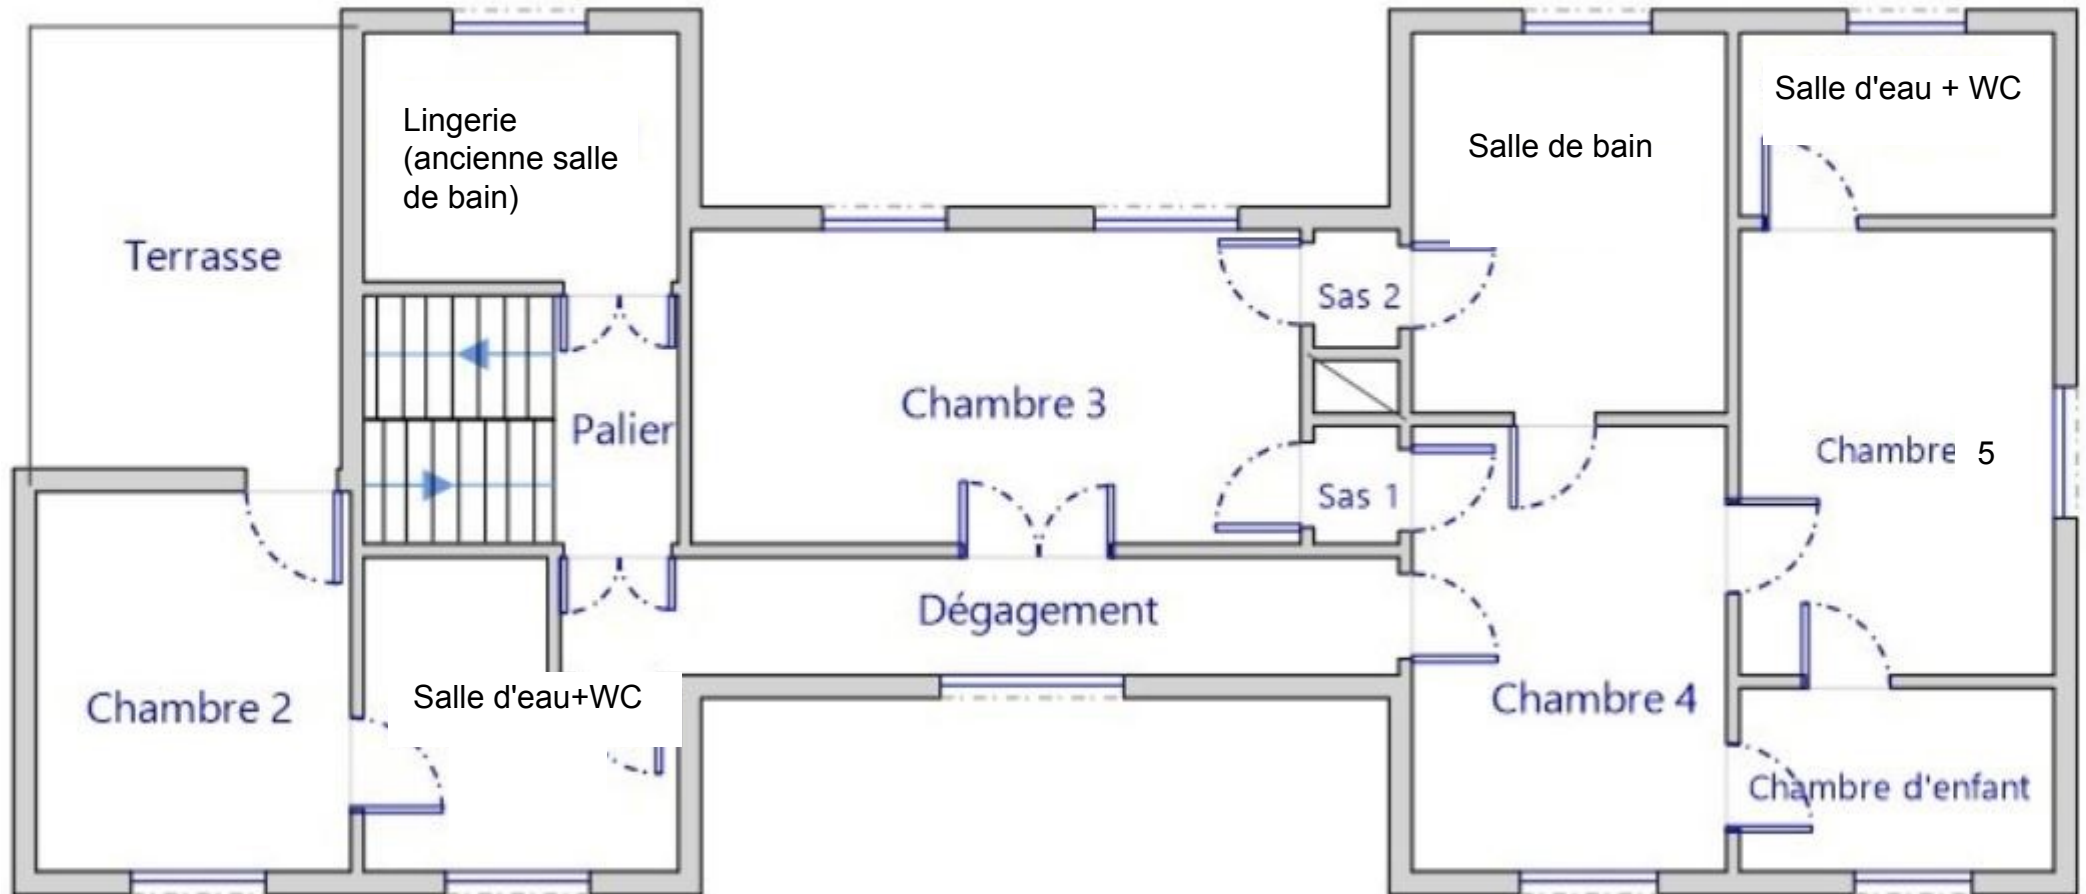 Lingerie
(ancienne salle
de bain)
Salle de bain
Salle d'eau + WC
Terrasse
Sas 2
Palier
Chambre 3
Sas 1
Chambre 5
Dégagement
Chambre 2
Salle d'eau+WC
Chambre 4
Chambre d'enfant